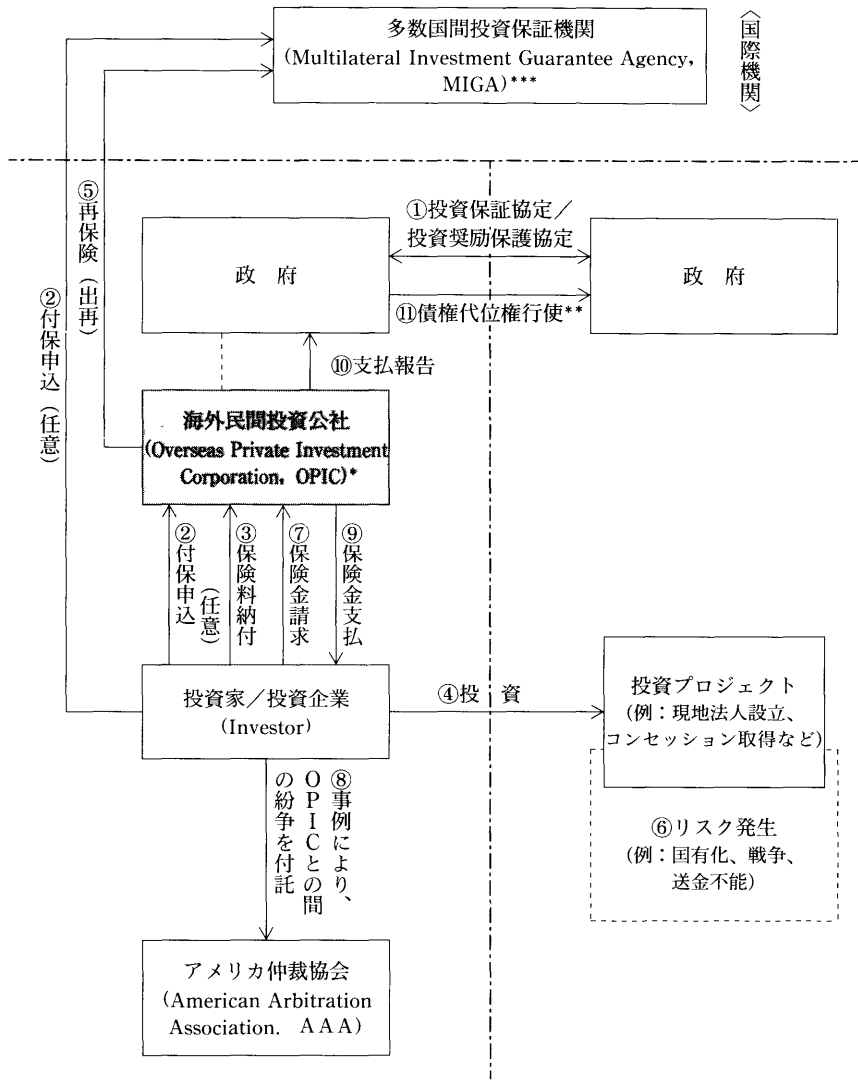 多数国間投資保証機関
(Multilateral Investment Guarantee Agency,
MIGA)***
〈国際機関〉
⑤再保険（出再）
②付保申込（任意）
①投資保証協定／
投資奨励保護協定
政　府
政　府
⑪債権代位権行使**
⑩支払報告
海外民間投資公社
(Overseas Private Investment
Corporation, OPIC)*
②付保申込（任意）
③保険料納付
⑦保険金請求
⑨保険金支払
投資家／投資企業
(Investor)
④投　資
投資プロジェクト
(例：現地法人設立、
コンセッション取得など)
⑥リスク発生
(例：国有化、戦争、
送金不能)
⑧事例により、
OPICとの間
の紛争を付託
アメリカ仲裁協会
(American Arbitration
Association. AAA)